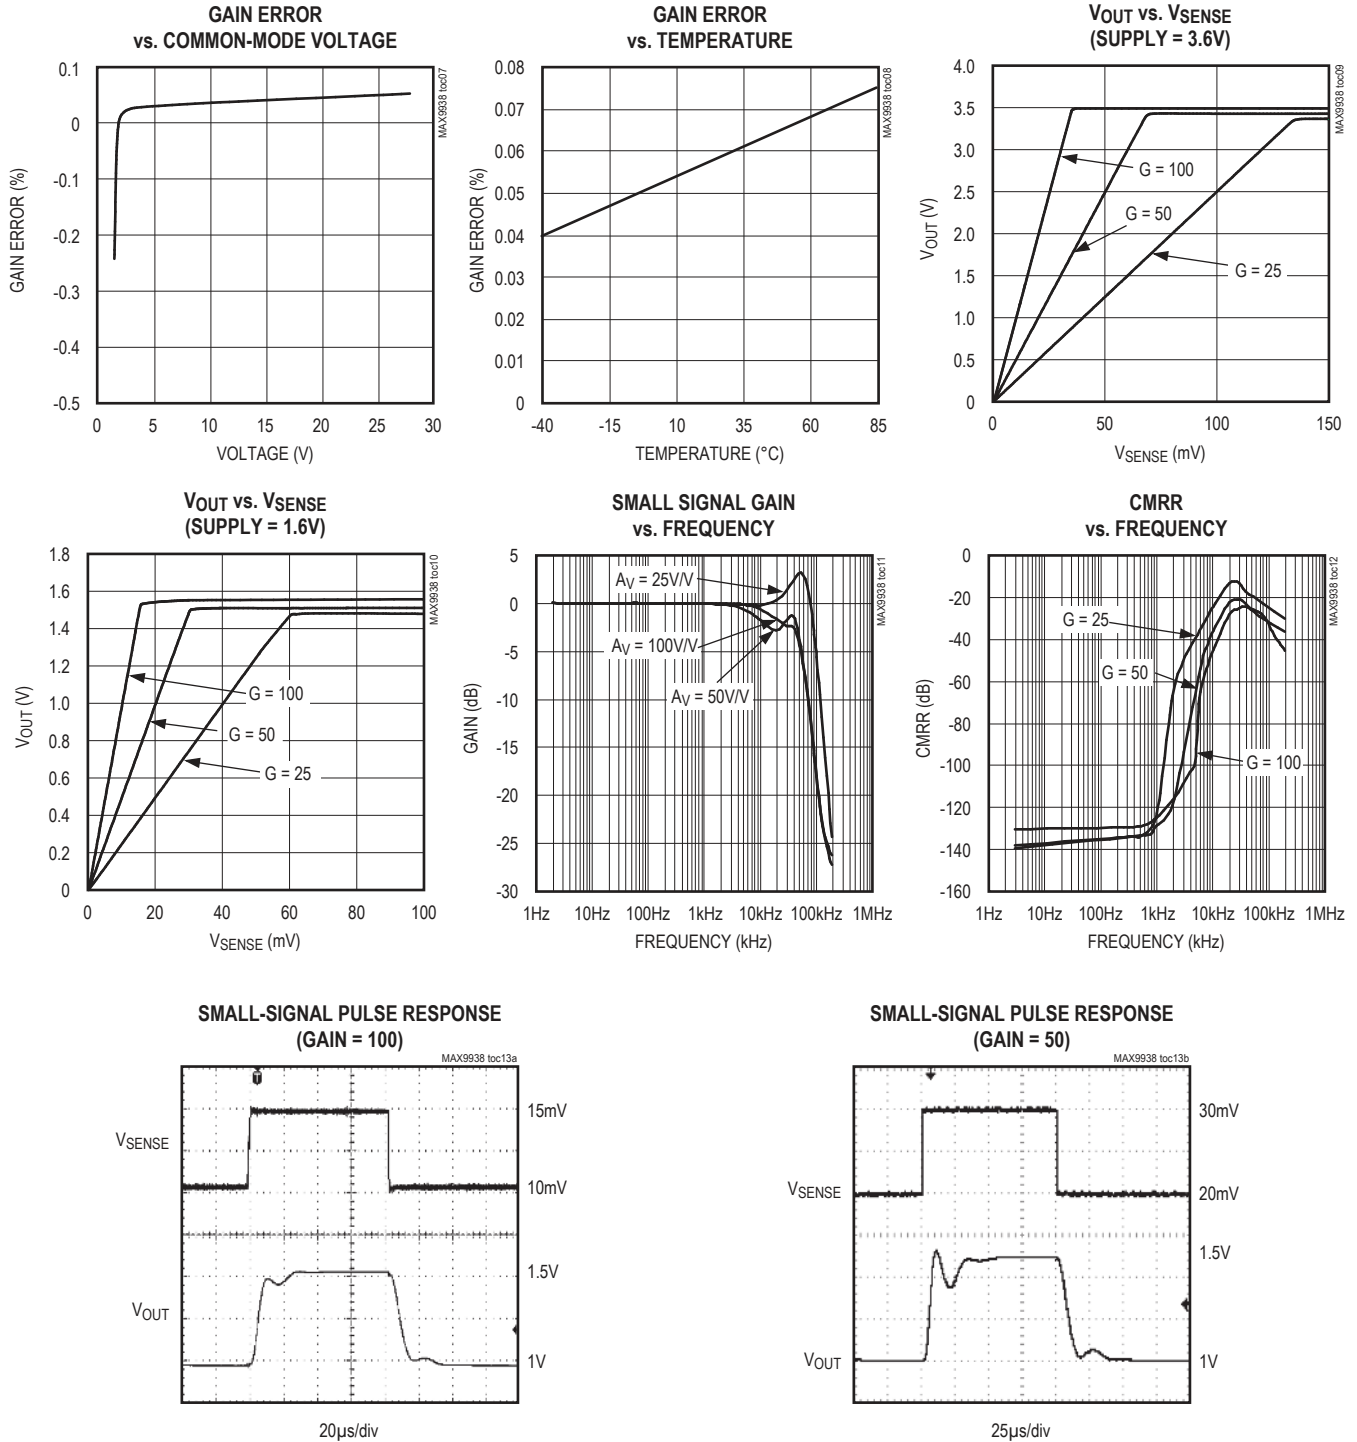 GAIN ERROR
vs. COMMON-MODE VOLTAGE
MAX9938 toc07
0.1
0
-0.1
-0.2
-0.3
-0.4
-0.5
GAIN ERROR (%)
0 5 10 15 20 25 30
VOLTAGE (V)
GAIN ERROR
vs. TEMPERATURE
MAX9938 toc08
0.08
0.07
0.06
0.05
0.04
0.03
0.02
0.01
0
GAIN ERROR (%)
-40 -15 10 35 60 85
TEMPERATURE (°C)
VOUT vs. VSENSE
(SUPPLY = 3.6V)
MAX9938 toc09
4.0
3.5
3.0
2.5
2.0
1.5
1.0
0.5
0
VOUT (V)
G = 100
G = 50
G = 25
0 50 100 150
VSENSE (mV)
VOUT vs. VSENSE
(SUPPLY = 1.6V)
MAX9938 toc10
1.8
1.6
1.4
1.2
1.0
0.8
0.6
0.4
0.2
0
VOUT (V)
G = 100
G = 50
G = 25
0 20 40 60 80 100
VSENSE (mV)
SMALL SIGNAL GAIN
vs. FREQUENCY
MAX9938 toc11
5
0
-5
-10
-15
-20
-25
-30
GAIN (dB)
AV = 25V/V
AV = 100V/V
AV = 50V/V
1Hz 10Hz 100Hz 1kHz 10kHz 100kHz 1MHz
FREQUENCY (kHz)
CMRR
vs. FREQUENCY
MAX9938 toc12
0
-20
-40
-60
-80
-100
-120
-140
-160
CMRR (dB)
G = 25
G = 50
G = 100
1Hz 10Hz 100Hz 1kHz 10kHz 100kHz 1MHz
FREQUENCY (kHz)
SMALL-SIGNAL PULSE RESPONSE
(GAIN = 100)
MAX9938 toc13a
T
15mV
VSENSE
10mV
1.5V
VOUT
1V
20µs/div
SMALL-SIGNAL PULSE RESPONSE
(GAIN = 50)
MAX9938 toc13b
30mV
VSENSE
20mV
1.5V
VOUT
1V
25µs/div